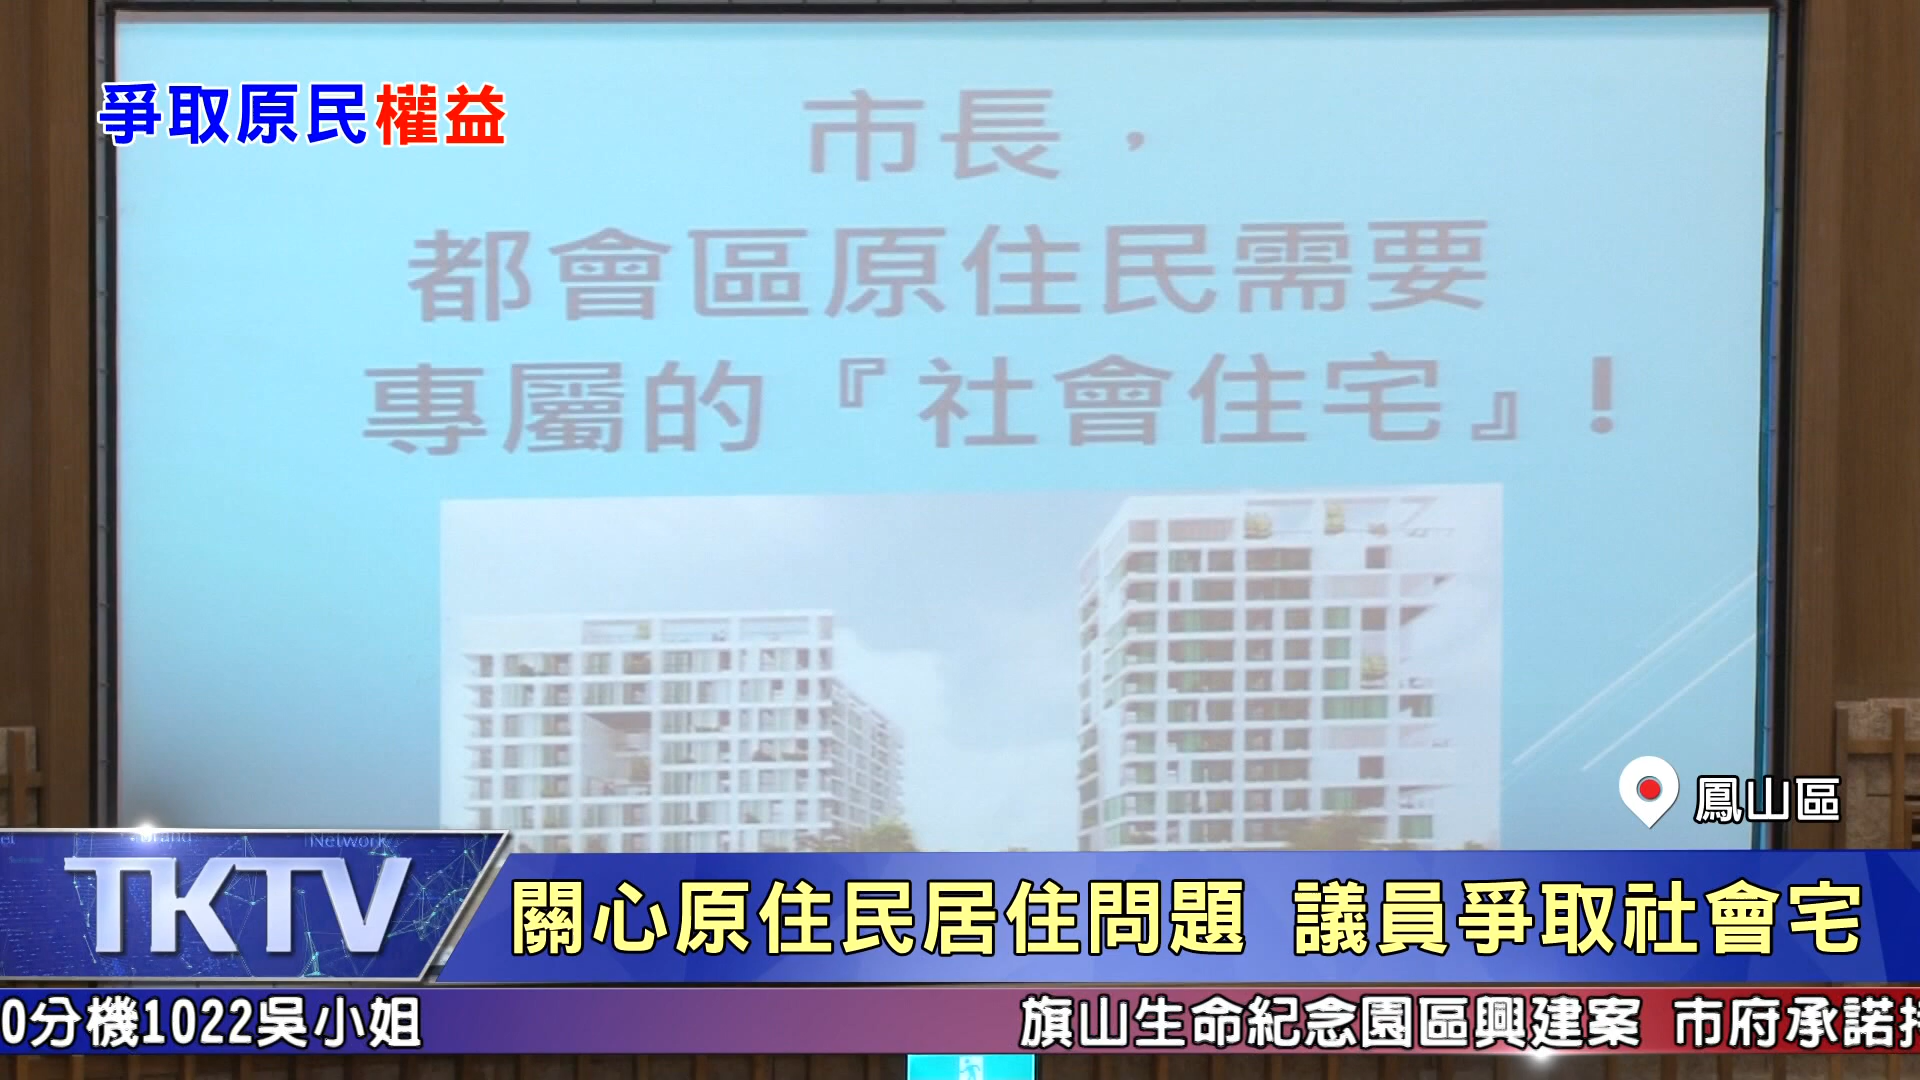 爭取原民權益
市長，
都會區原住民需要
專屬的『社會住宅』!
鳳山區
Network
TKTV
關心原住民居住問題 議員爭取社會宅
0分機1022吳小姐
旗山生命紀念園區興建案 市府承諾